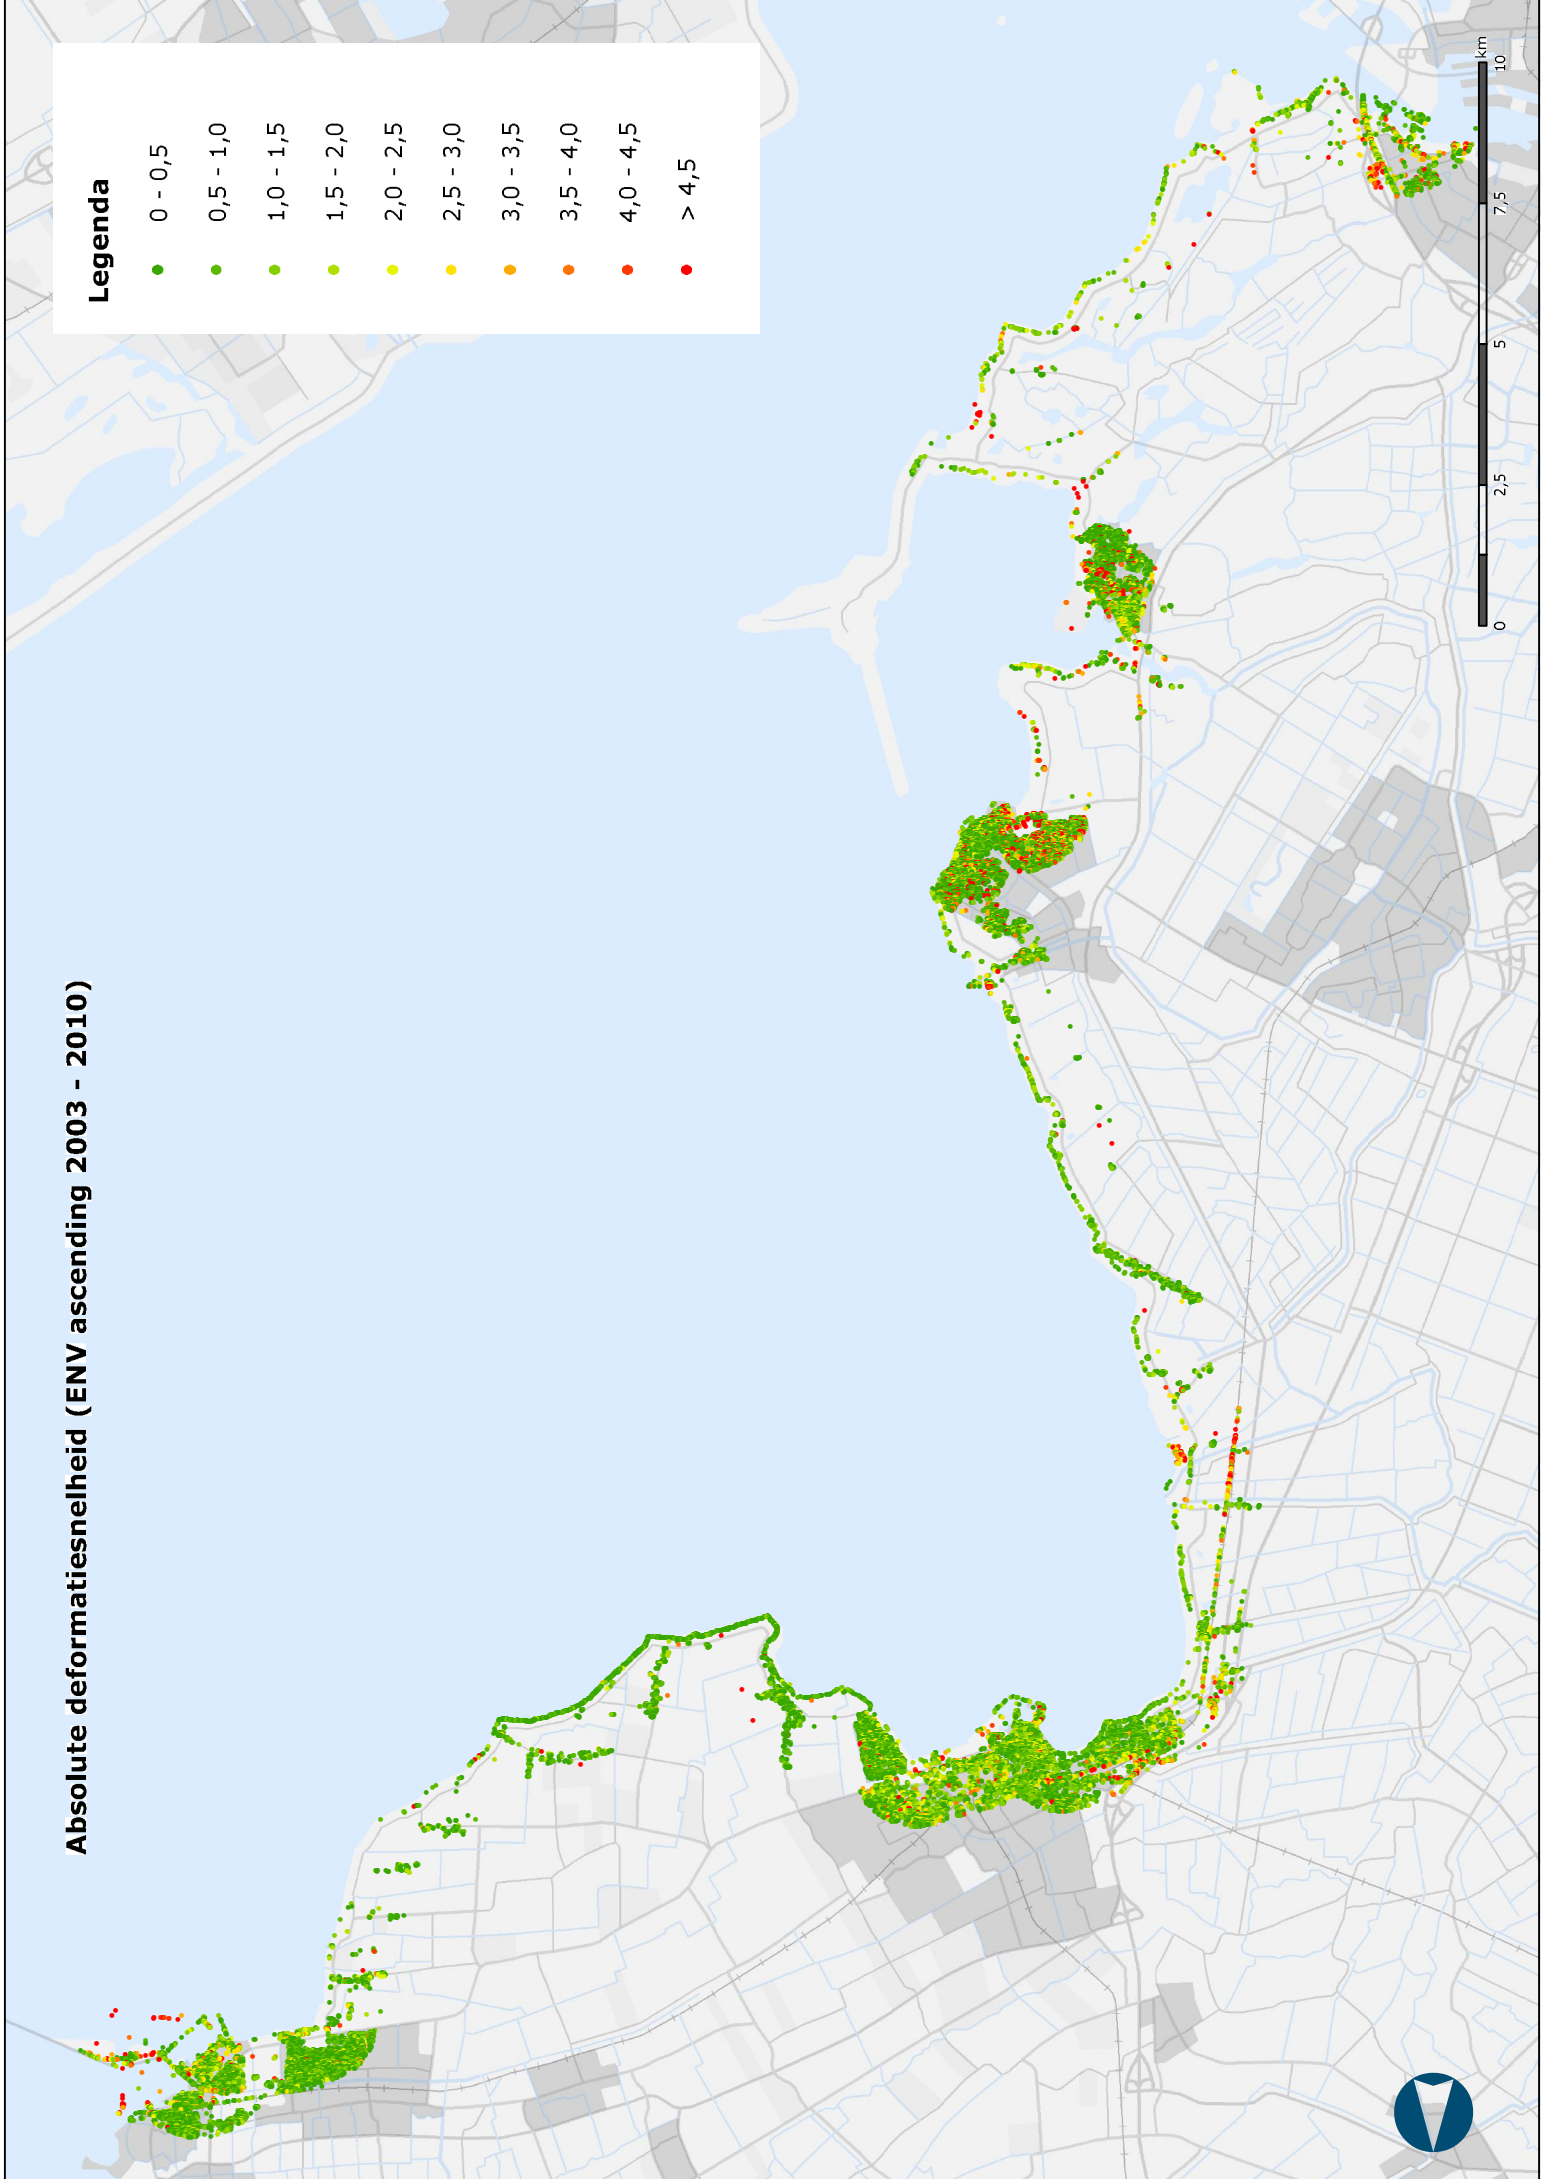 Absolute deformatiesnelheid (ENV ascending 2003 - 2010)
Legenda
0 - 0,5
0,5 - 1,0
1,0 - 1,5
1,5 - 2,0
2,0 - 2,5
2,5 - 3,0
3,0 - 3,5
3,5 - 4,0
4,0 - 4,5
> 4,5
km
0
2,5
5
7,5
10